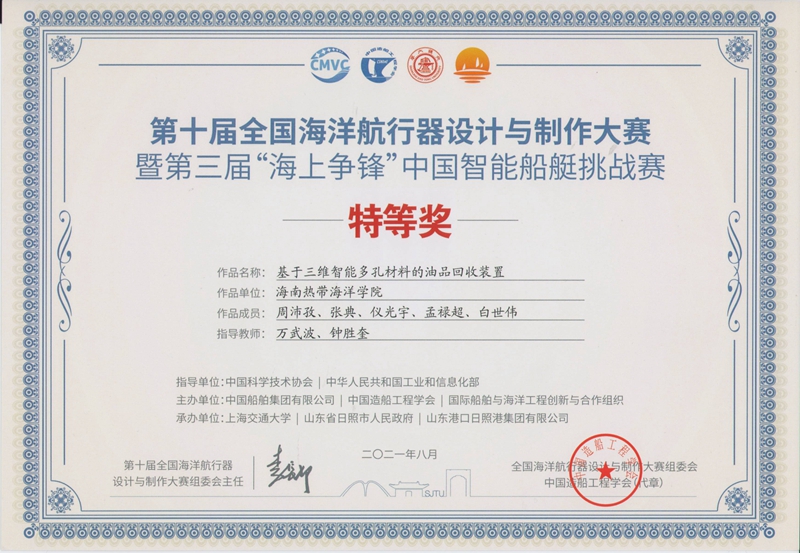 CMVC
第十届全国海洋航行器设计与制作大赛
暨第三届“海上争锋”中国智能船艇挑战赛
特等奖
作品名称： 基于三维智能多孔材料的油品回收装置
作品单位： 海南热带海洋学院
作品成员： 周沛孜、张典、仪光宇、孟禄超、白世伟
指导教师： 万武波、钟胜奎
指导单位：中国科学技术协会 | 中华人民共和国工业和信息化部
主办单位：中国船舶集团有限公司 | 中国造船工程学会 | 国际船舶与海洋工程创新与合作组织
承办单位：上海交通大学 | 山东省日照市人民政府 | 山东港口日照港集团有限公司
第十届全国海洋航行器
设计与制作大赛组委会主任
二〇二一年八月
SJTU
全国海洋航行器设计与制作大赛组委会
中国造船工程学会（代章）
中国造船工程学会